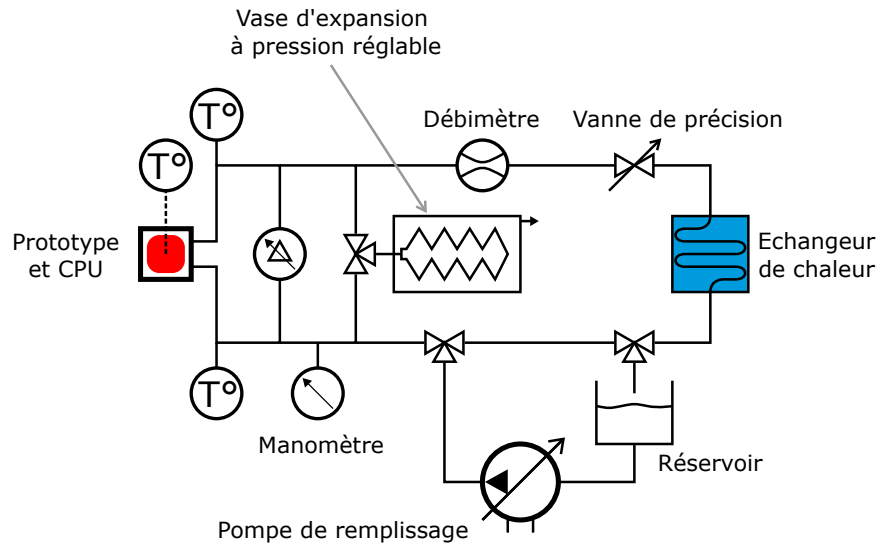 Vase d'expansion
à pression réglable
T°
Débimètre
Vanne de précision
T°
Prototype
et CPU
Echangeur
de chaleur
T°
Manomètre
Réservoir
Pompe de remplissage